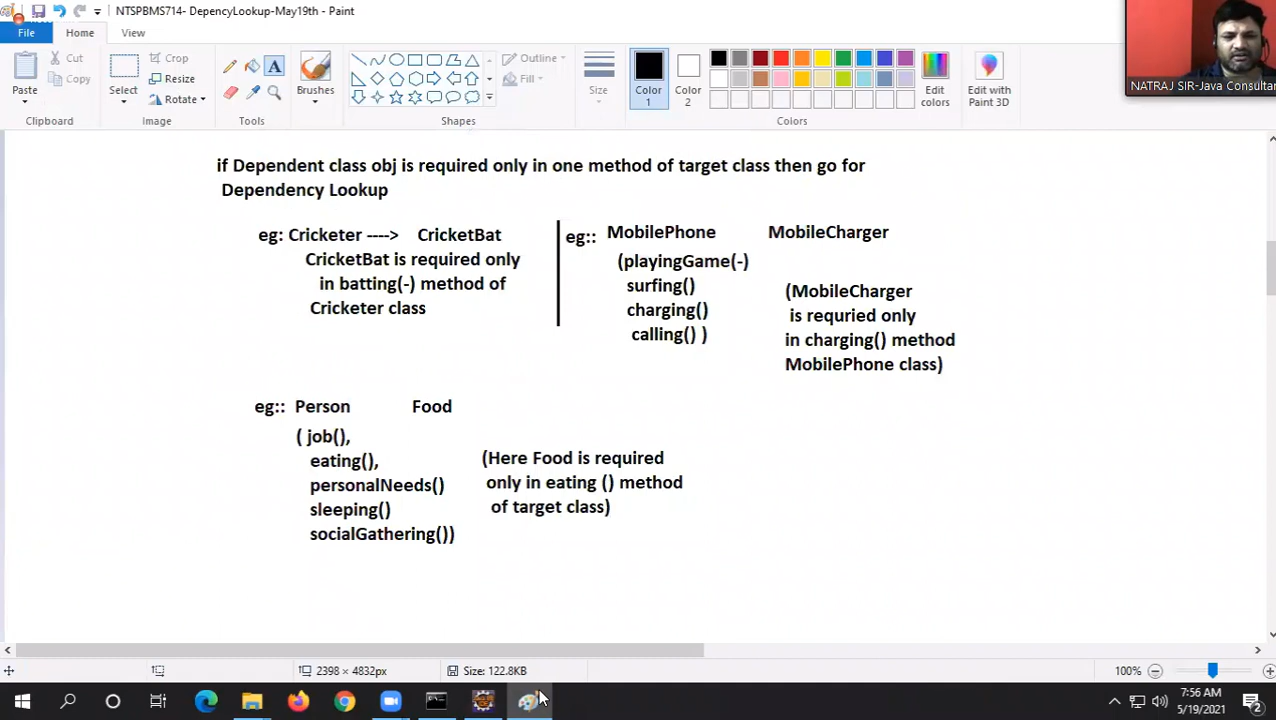 NTSPBMS714- DepencyLookup-May19th - Paint
File
Home
View
Paste
Cut
Copy
Clipboard
Select
Crop
Resize
Rotate
Image
Tools
Brushes
Shapes
Outline
Fill
Size
Color
1
Color
2
Colors
Edit
colors
Edit with
Paint 3D
NATRAJ SIR-Java Consultan
if Dependent class obj is required only in one method of target class then go for
Dependency Lookup
eg: Cricketer ----> CricketBat
CricketBat is required only
in batting(-) method of
Cricketer class
eg:: MobilePhone MobileCharger
(playingGame(-)
surfing()
charging()
calling() )
(MobileCharger
is requried only
in charging() method
MobilePhone class)
eg:: Person Food
( job(),
eating(),
personalNeeds()
sleeping()
socialGathering())
(Here Food is required
only in eating () method
of target class)
2398 × 4832px
Size: 122.8KB
100%
7:56 AM
5/19/2021
2